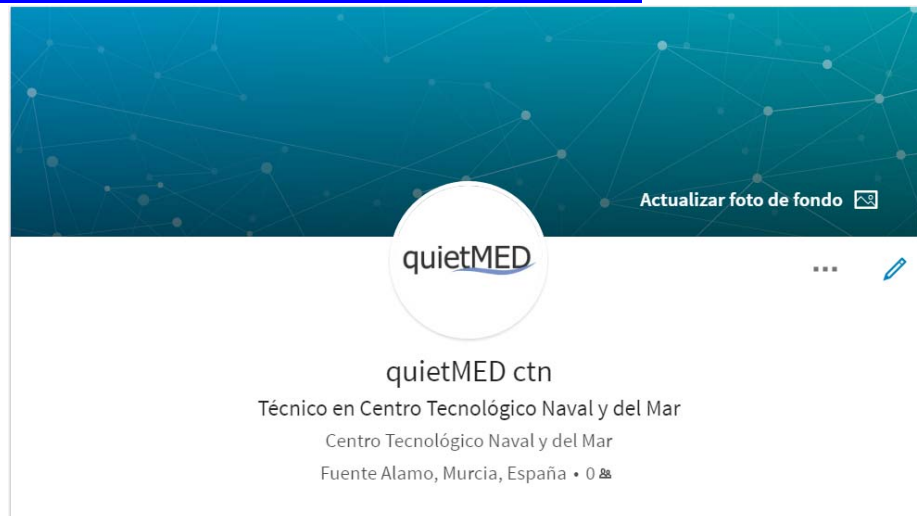 Actualizar foto de fondo
quietMED
quietMED ctn
Técnico en Centro Tecnológico Naval y del Mar
Centro Tecnológico Naval y del Mar
Fuente Alamo, Murcia, España • 0